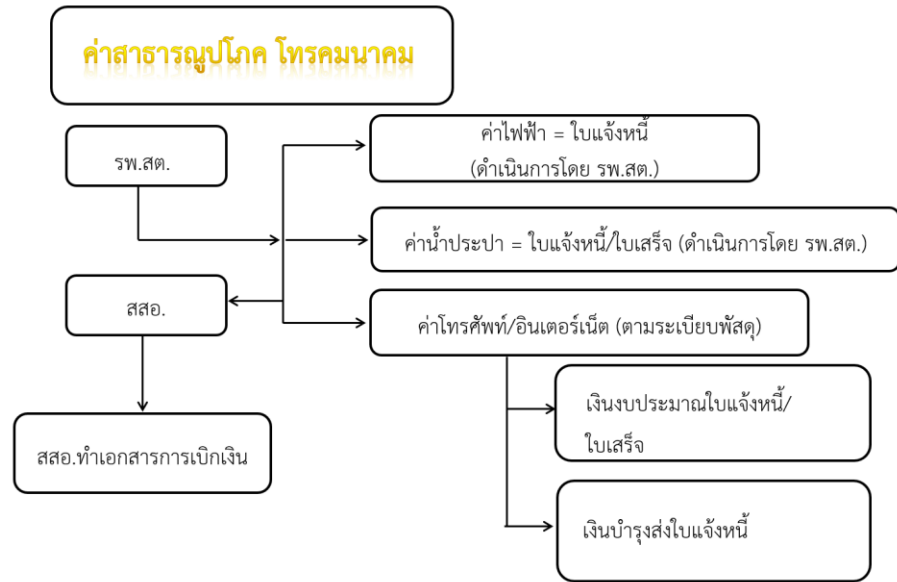 ค่าสาธารณูปโภค โทรคมนาคม
รพ.สต.
ค่าไฟฟ้า = ใบแจ้งหนี้
(ดำเนินการโดย รพ.สต.)
ค่าน้ำประปา = ใบแจ้งหนี้/ใบเสร็จ (ดำเนินการโดย รพ.สต.)
สสอ.
ค่าโทรศัพท์/อินเตอร์เน็ต (ตามระเบียบพัสดุ)
สสอ.ทำเอกสารการเบิกเงิน
เงินงบประมาณใบแจ้งหนี้/
ใบเสร็จ
เงินบำรุงส่งใบแจ้งหนี้